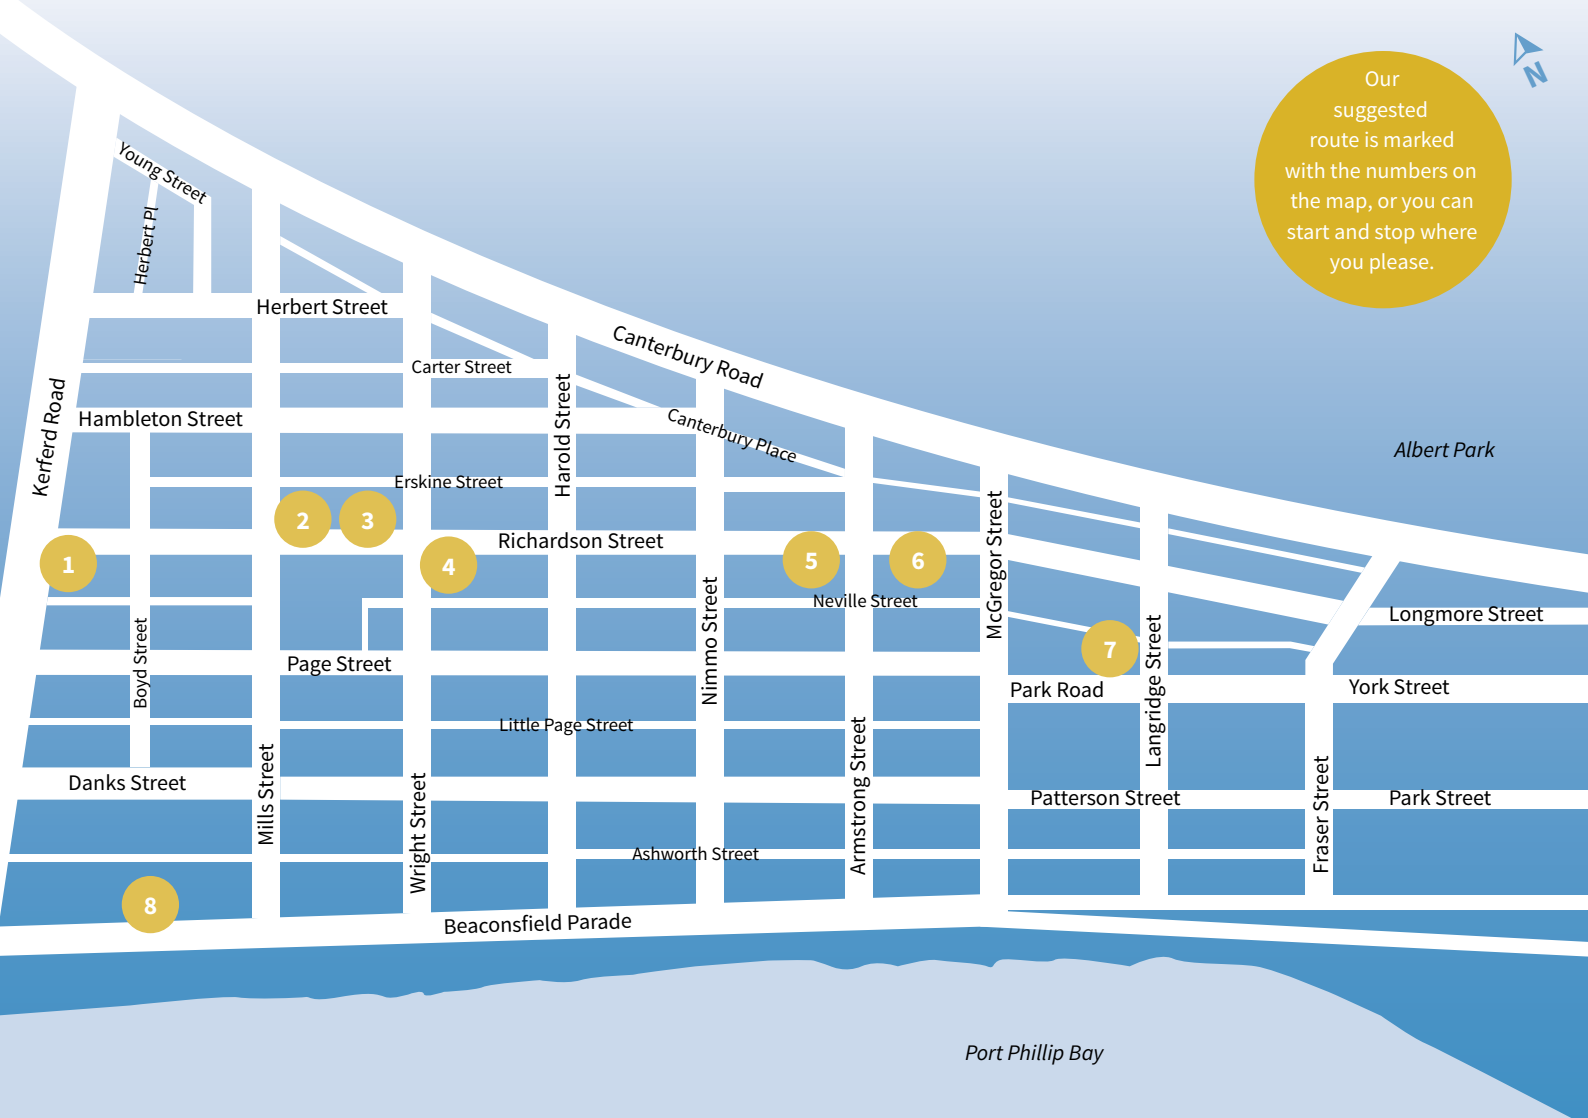 N
Our
suggested
route is marked
with the numbers on
the map, or you can
start and stop where
you please.
Young Street
Herbert Pl
Herbert Street
Canterbury Road
Carter Street
Kerferd Road
Hambleton Street
Harold Street
Canterbury Place
Albert Park
Erskine Street
2
3
1
4
Richardson Street
5
6
McGregor Street
Neville Street
Longmore Street
Boyd Street
Page Street
Nimmo Street
7
Langridge Street
Park Road
York Street
Little Page Street
Danks Street
Mills Street
Wright Street
Armstrong Street
Patterson Street
Fraser Street
Park Street
Ashworth Street
8
Beaconsfield Parade
Port Phillip Bay